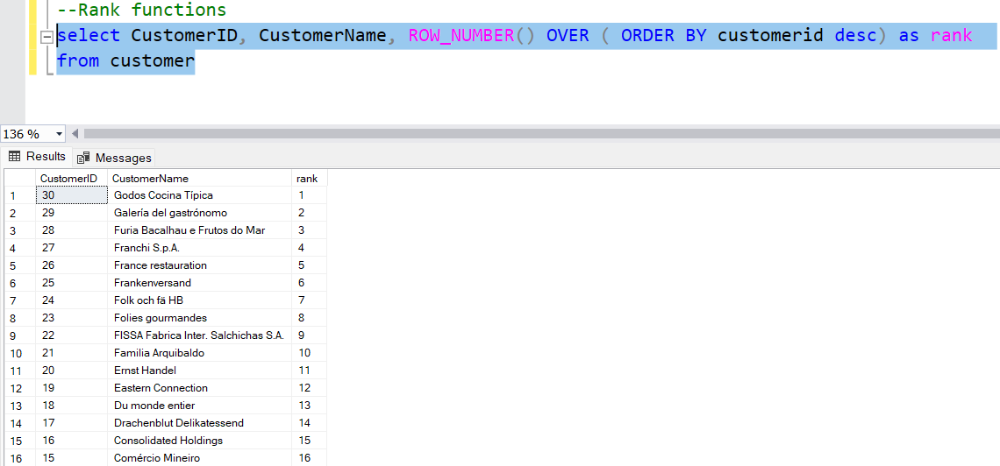 --Rank functions
select CustomerID, CustomerName, ROW_NUMBER() OVER ( ORDER BY customerid desc) as rank
from customer
136 %
Results Messages
CustomerID CustomerName rank
1 30 Godos Cocina Típica 1
2 29 Galería del gastrónomo 2
3 28 Furia Bacalhau e Frutos do Mar 3
4 27 Franchi S.p.A. 4
5 26 France restauration 5
6 25 Frankenversand 6
7 24 Folk och fä HB 7
8 23 Folies gourmandes 8
9 22 FISSA Fabrica Inter. Salchichas S.A. 9
10 21 Familia Arquibaldo 10
11 20 Ernst Handel 11
12 19 Eastern Connection 12
13 18 Du monde entier 13
14 17 Drachenblut Delikatessend 14
15 16 Consolidated Holdings 15
16 15 Comércio Mineiro 16